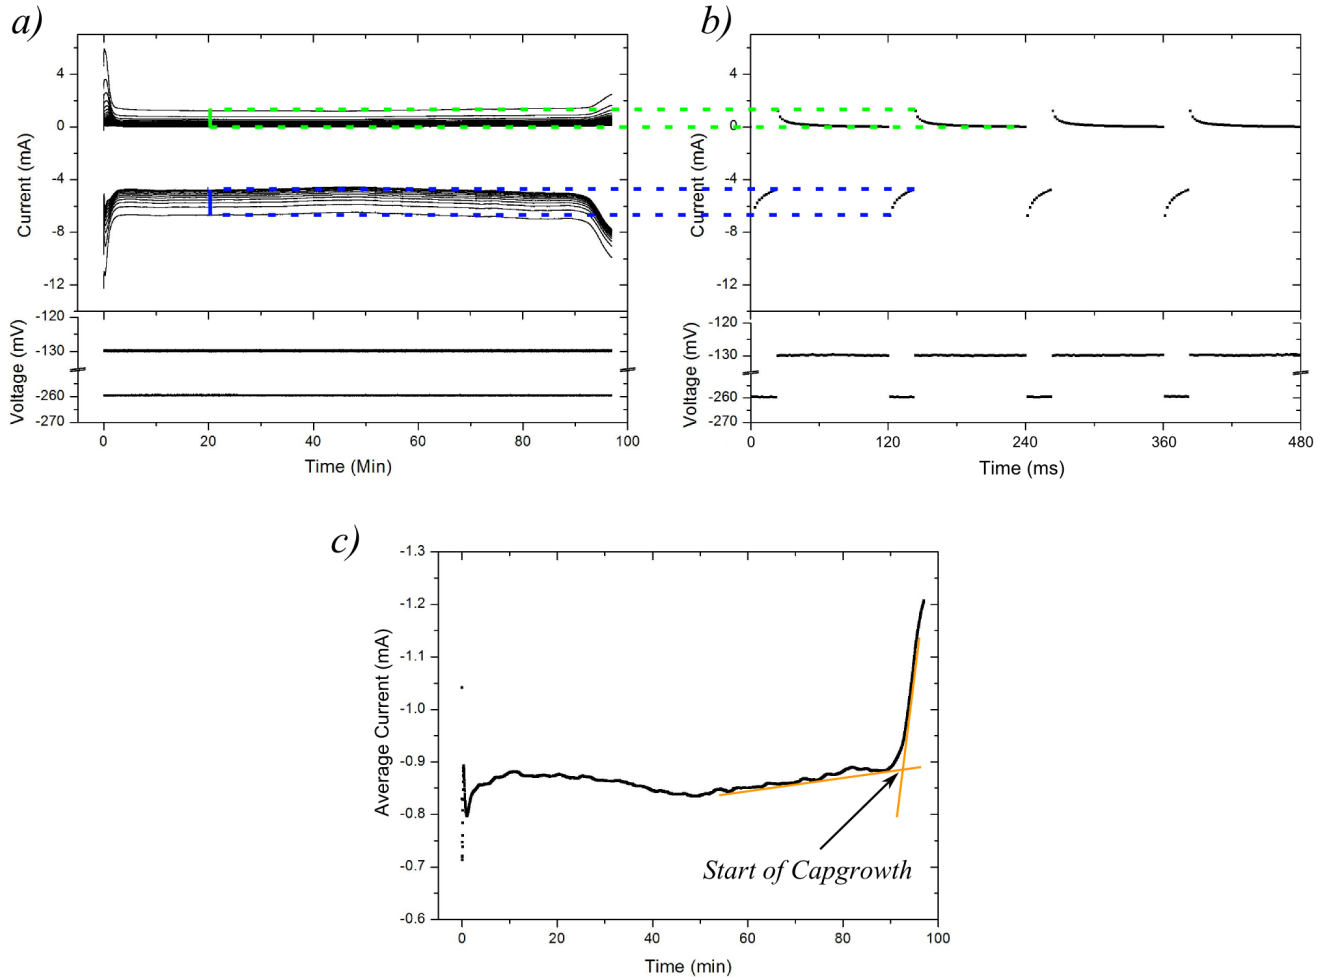 a)
b)
4
0
-4
-8
-12
Current (mA)
4
0
-4
-8
-12
Current (mA)
-120
-130
-260
-270
Voltage (mV)
-120
-130
-260
-270
Voltage (mV)
0 20 40 60 80 100
Time (Min)
0 120 240 360 480
Time (ms)
c)
-1.3
-1.2
-1.1
-1.0
-0.9
-0.8
-0.7
-0.6
Average Current (mA)
Start of Capgrowth
0 20 40 60 80 100
Time (min)